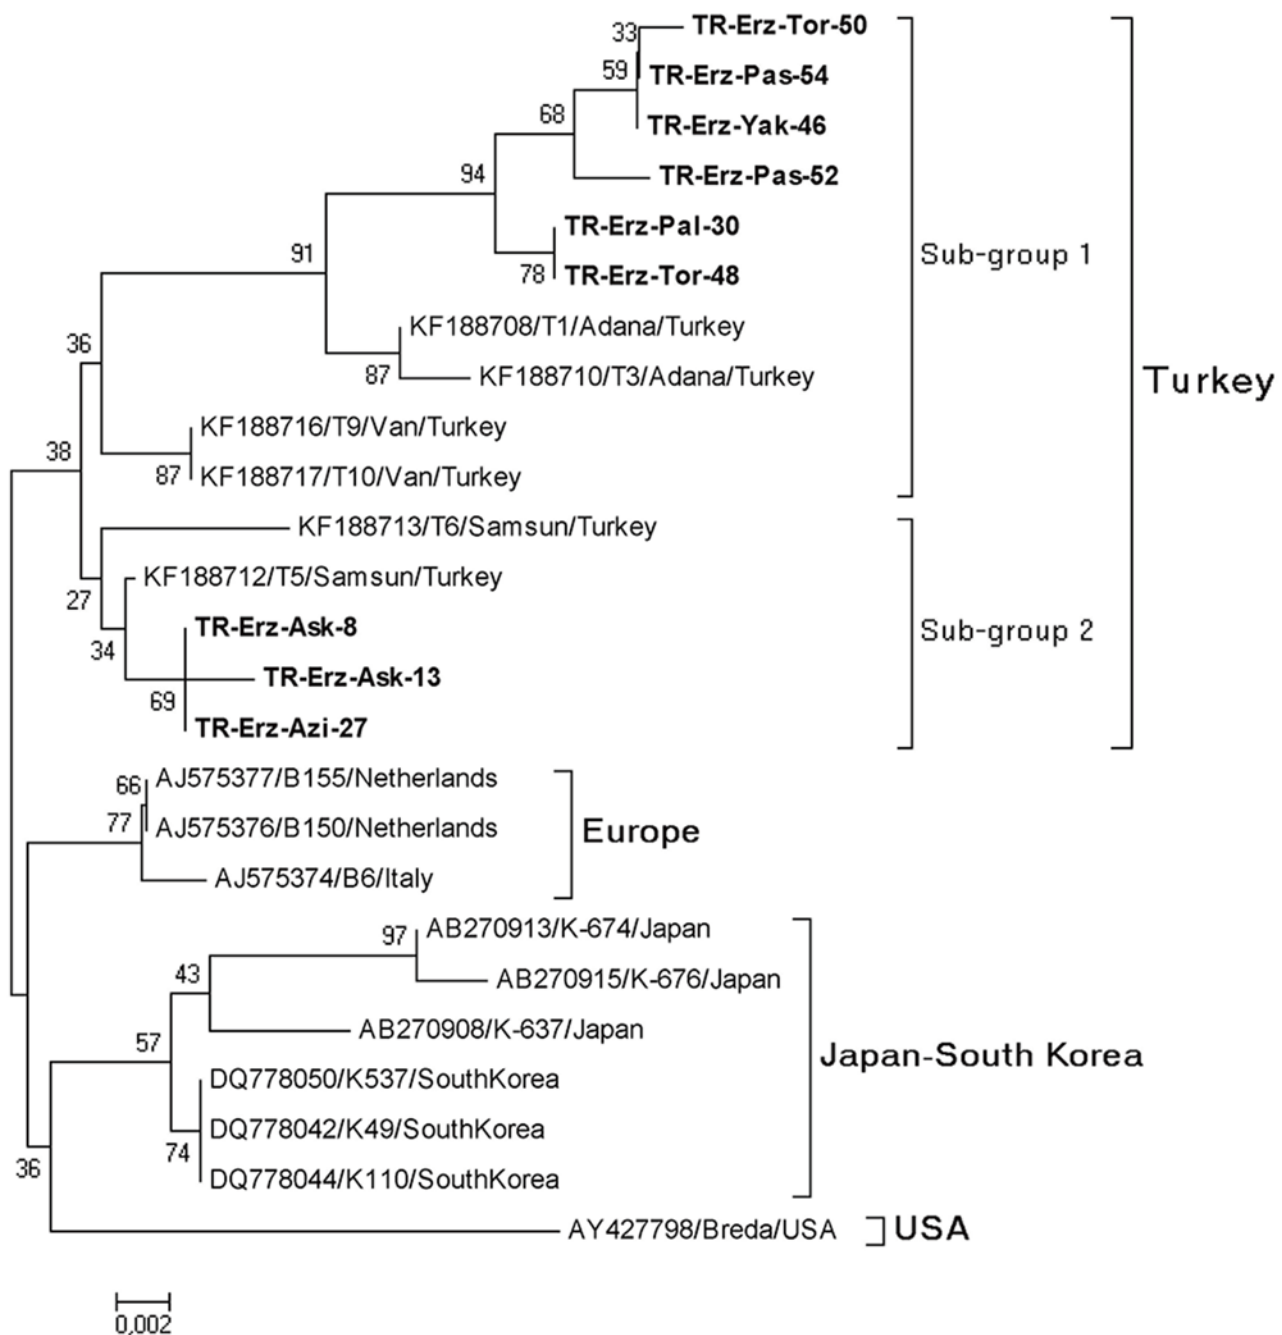 33
TR-Erz-Tor-50
59
TR-Erz-Pas-54
TR-Erz-Yak-46
68
TR-Erz-Pas-52
94
TR-Erz-Pal-30
78
TR-Erz-Tor-48
91
KF188708/T1/Adana/Turkey
87
KF188710/T3/Adana/Turkey
Sub-group 1
36
KF188716/T9/Van/Turkey
87
KF188717/T10/Van/Turkey
38
Turkey
KF188713/T6/Samsun/Turkey
27
KF188712/T5/Samsun/Turkey
34
TR-Erz-Ask-8
TR-Erz-Ask-13
69
TR-Erz-Azi-27
Sub-group 2
66
AJ575377/B155/Netherlands
77
AJ575376/B150/Netherlands
AJ575374/B6/Italy
Europe
97
AB270913/K-674/Japan
43
AB270915/K-676/Japan
AB270908/K-637/Japan
57
DQ778050/K537/SouthKorea
DQ778042/K49/SouthKorea
74
DQ778044/K110/SouthKorea
Japan-South Korea
36
AY427798/Breda/USA
USA
0,002